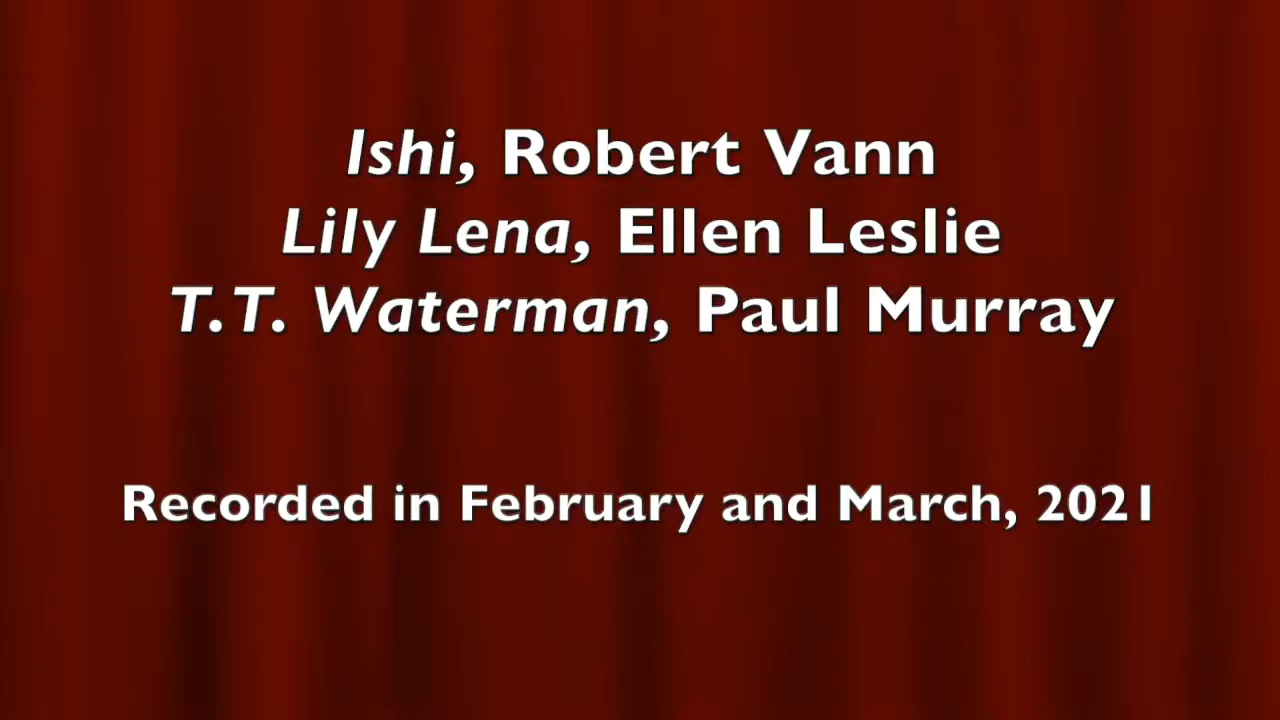 Ishi, Robert Vann
Lily Lena, Ellen Leslie
T.T. Waterman, Paul Murray
Recorded in February and March, 2021